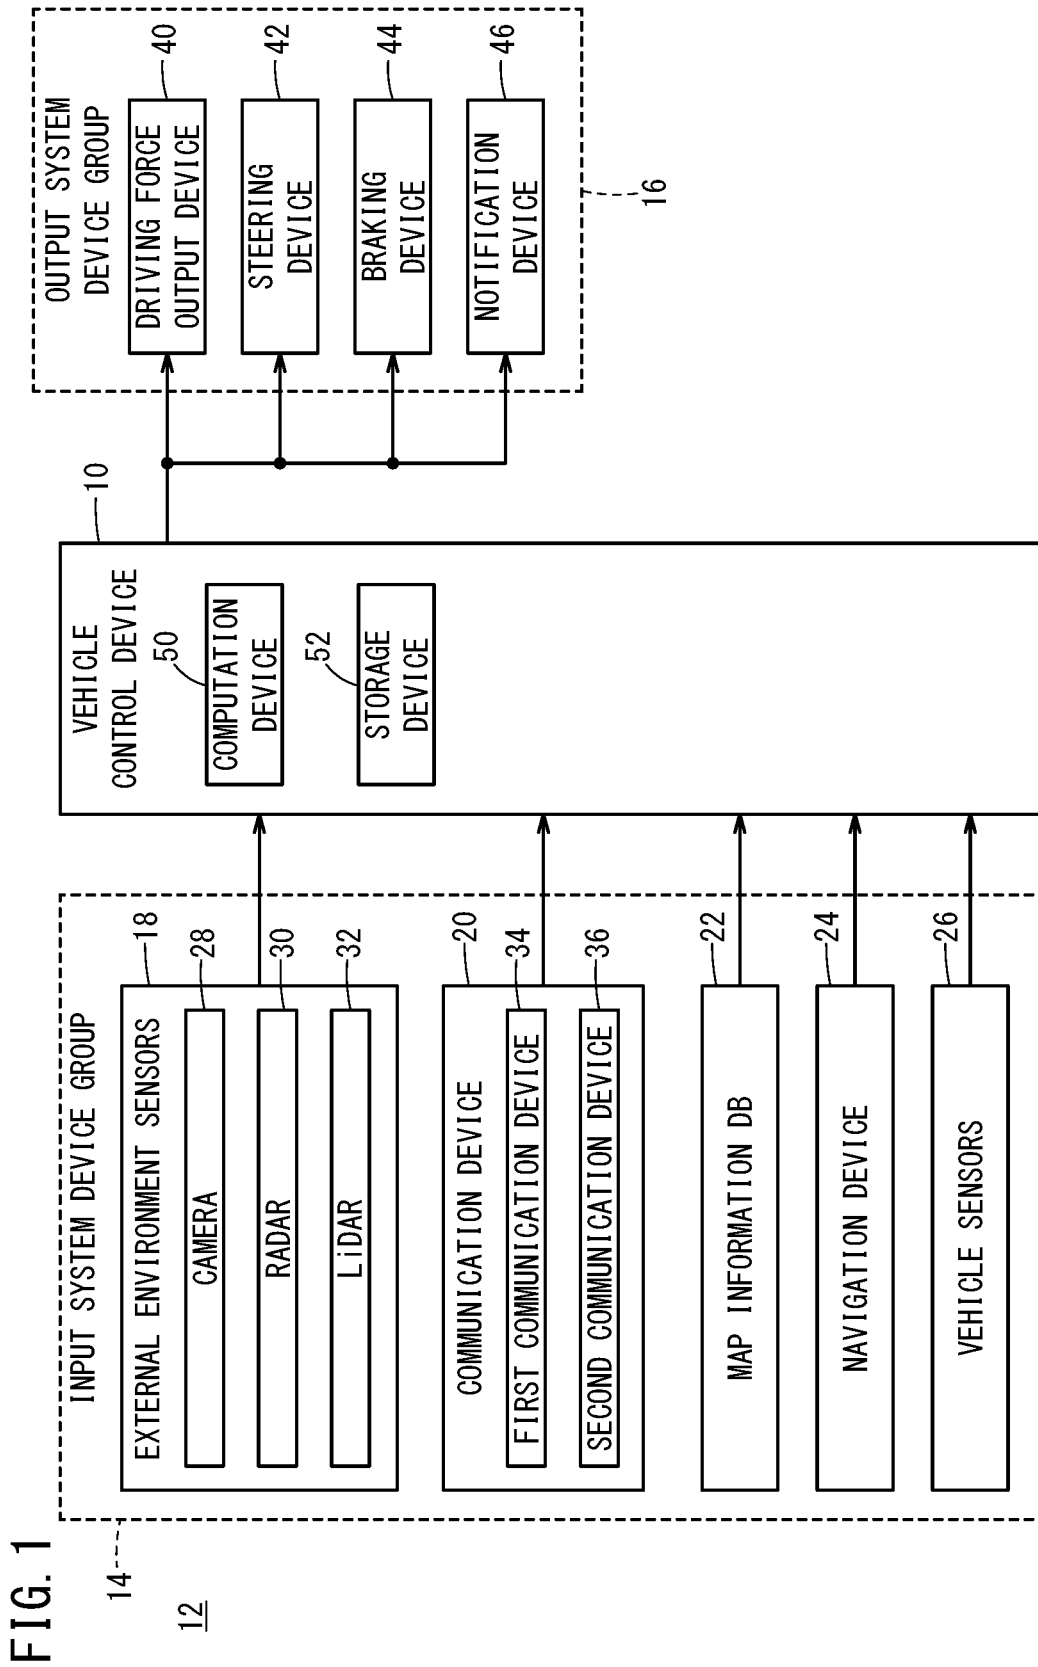 FIG. 1
12
14
INPUT SYSTEM DEVICE GROUP
EXTERNAL ENVIRONMENT SENSORS
18
CAMERA
28
RADAR
30
LiDAR
32
COMMUNICATION DEVICE
20
FIRST COMMUNICATION DEVICE
34
SECOND COMMUNICATION DEVICE
36
MAP INFORMATION DB
22
NAVIGATION DEVICE
24
VEHICLE SENSORS
26
VEHICLE
CONTROL DEVICE
10
50
COMPUTATION
DEVICE
52
STORAGE
DEVICE
OUTPUT SYSTEM
DEVICE GROUP
DRIVING FORCE
OUTPUT DEVICE
40
STEERING
DEVICE
42
BRAKING
DEVICE
44
NOTIFICATION
DEVICE
46
16